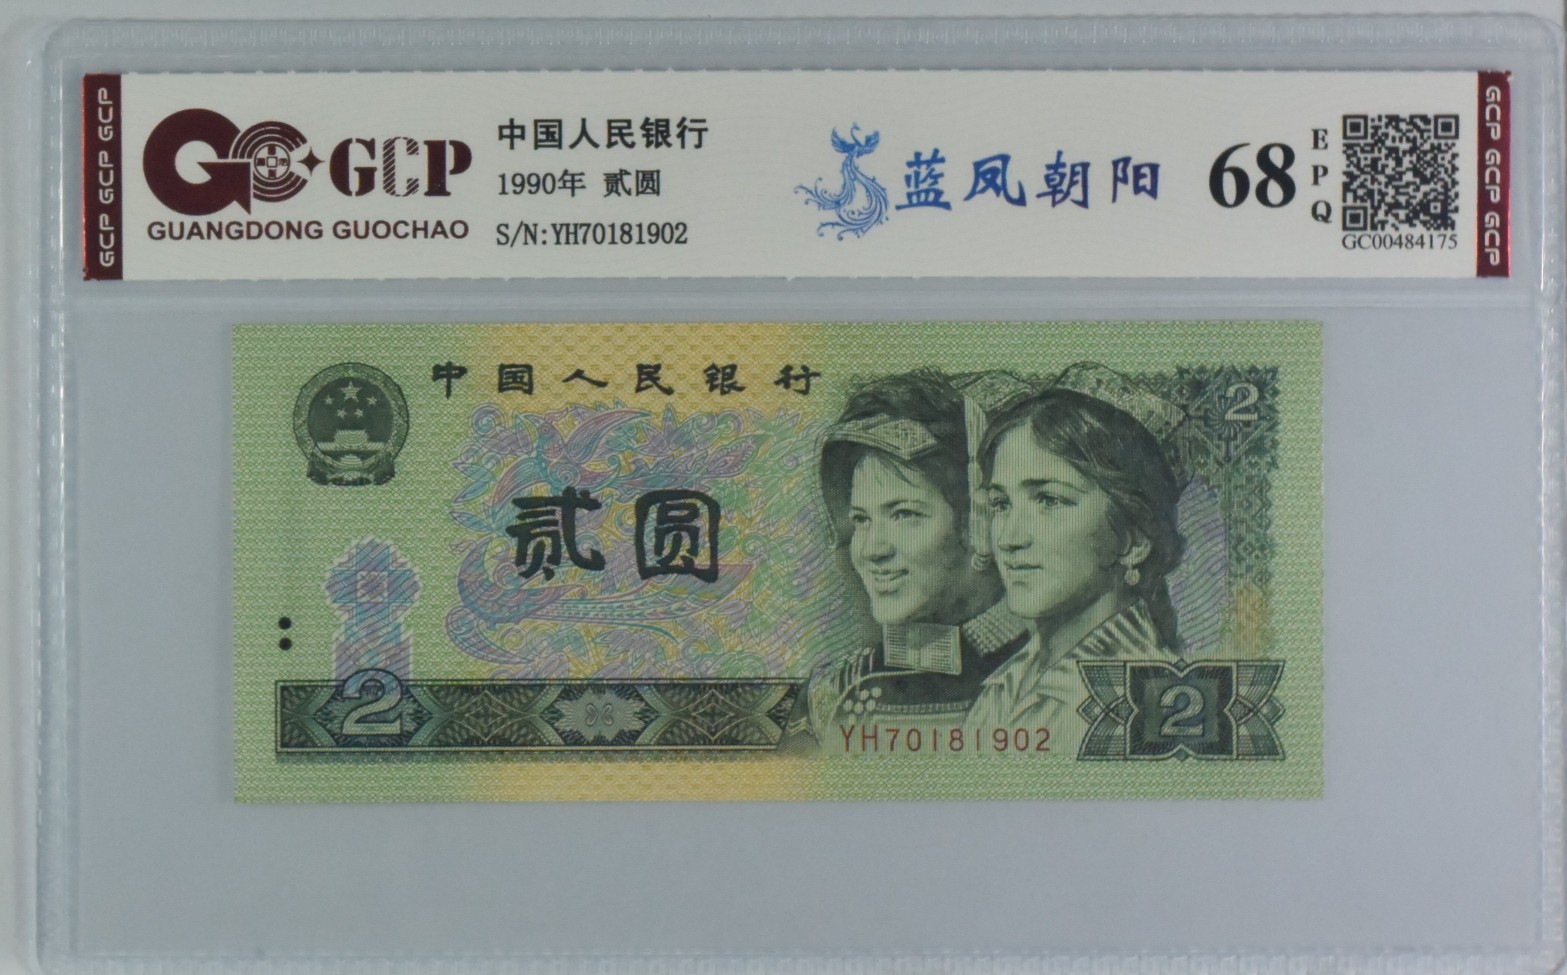 GCP GCP GCP
GCP
GUANGDONG GUOCHAO
中国人民银行
1990年 贰圆
S/N:YH70181902
蓝凤朝阳
68
EPQ
GC00484175
GCP GCP GCP
中国人民银行
2
贰圆
2
YH70181902
2